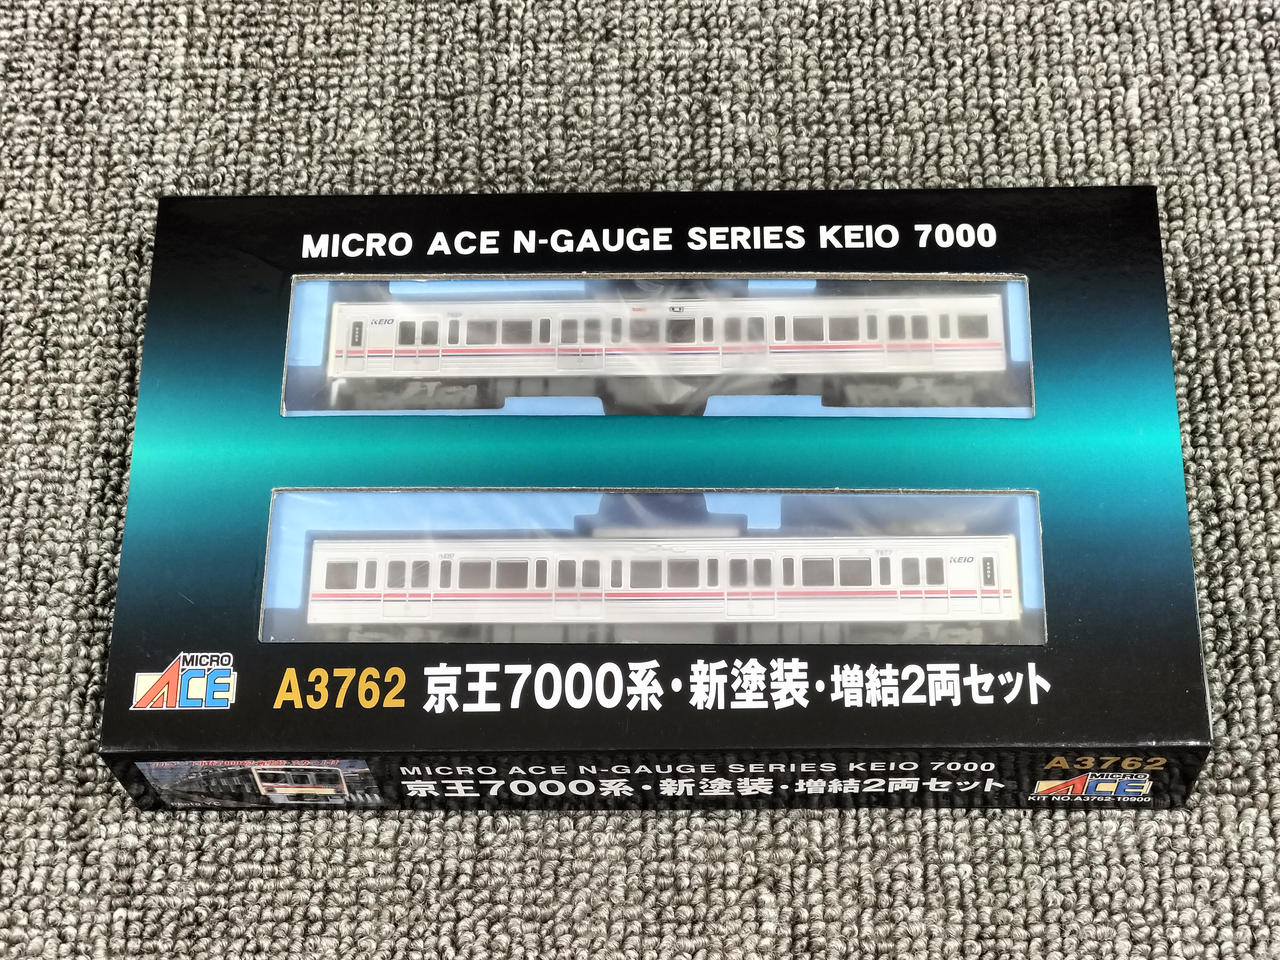 MICRO ACE N-GAUGE SERIES KEIO 7000
KEIO
KEIO
MICRO
ACE
A3762 京王7000系・新塗装・増結2両セット
MICRO ACE N-GAUGE SERIES KEIO 7000
京王7000系・新塗装・増結2両セット
A3762
MICRO
ACE
KIT NO.A3762-10900